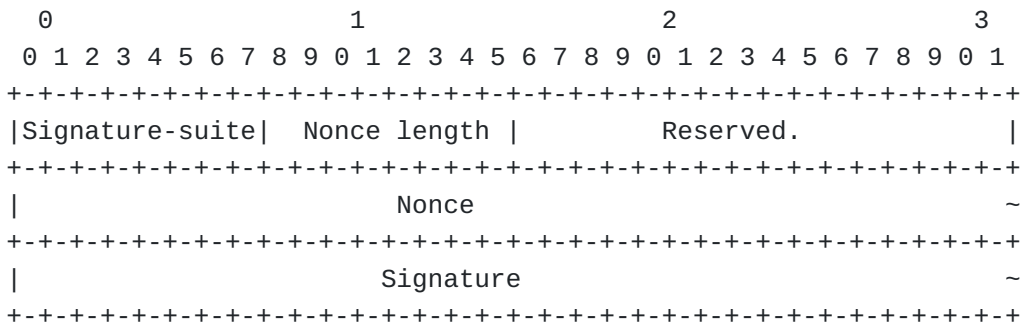 0                   1                   2                   3
 0 1 2 3 4 5 6 7 8 9 0 1 2 3 4 5 6 7 8 9 0 1 2 3 4 5 6 7 8 9 0 1
+-+-+-+-+-+-+-+-+-+-+-+-+-+-+-+-+-+-+-+-+-+-+-+-+-+-+-+-+-+-+-+-+
|Signature-suite|  Nonce length |         Reserved.             |
+-+-+-+-+-+-+-+-+-+-+-+-+-+-+-+-+-+-+-+-+-+-+-+-+-+-+-+-+-+-+-+-+
|                        Nonce                                  ~
+-+-+-+-+-+-+-+-+-+-+-+-+-+-+-+-+-+-+-+-+-+-+-+-+-+-+-+-+-+-+-+-+
|                       Signature                               ~
+-+-+-+-+-+-+-+-+-+-+-+-+-+-+-+-+-+-+-+-+-+-+-+-+-+-+-+-+-+-+-+-+